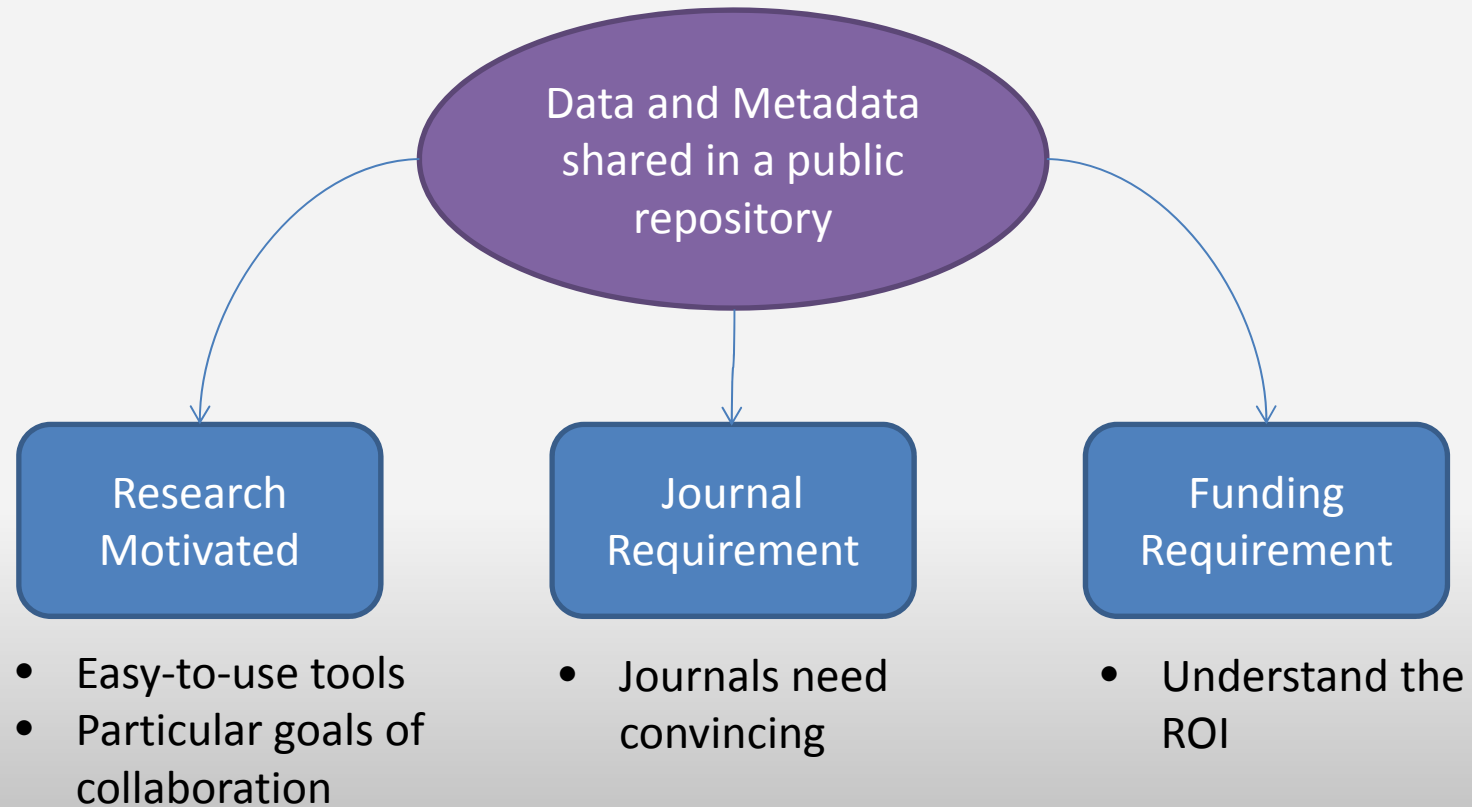 Data and Metadata
shared in a public
repository
Research
Motivated
Journal
Requirement
Funding
Requirement
• Easy-to-use tools
• Particular goals of
collaboration
• Journals need
convincing
• Understand the
ROI